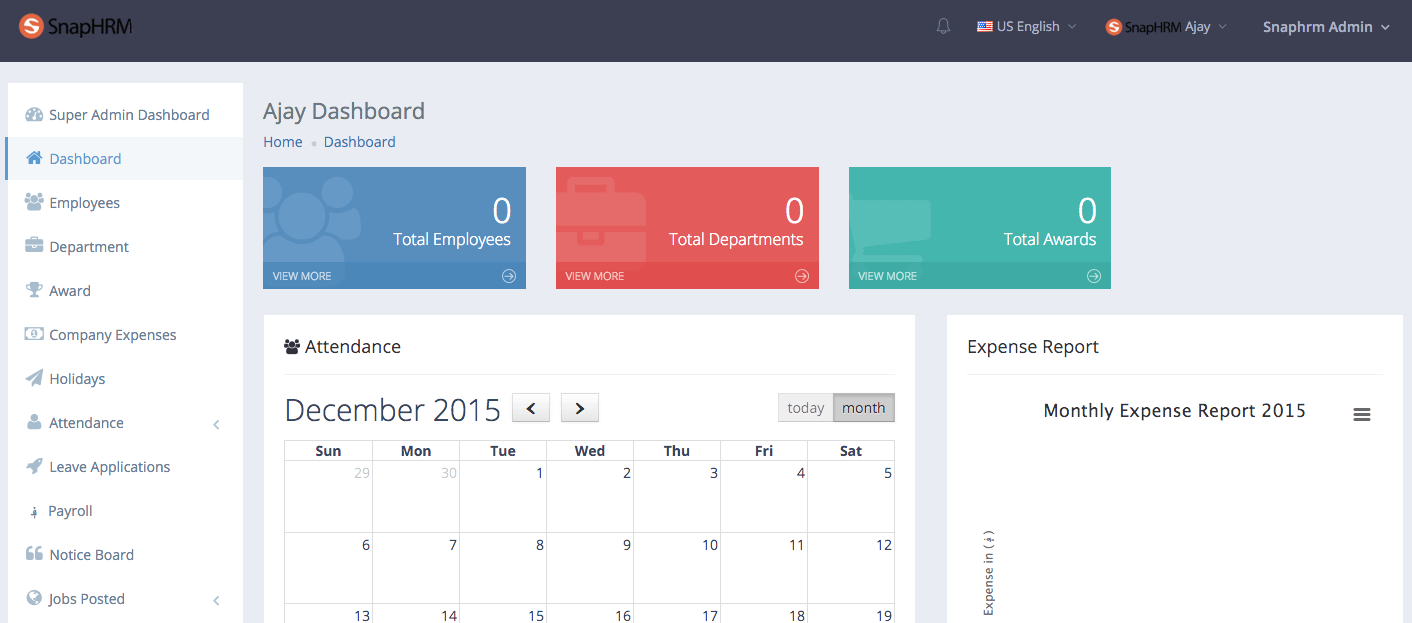 SnapHRM
US English
SnapHRM Ajay
Snaphrm Admin
Super Admin Dashboard
Dashboard
Employees
Department
Award
Company Expenses
Holidays
Attendance
Leave Applications
Payroll
Notice Board
Jobs Posted
Ajay Dashboard
Home Dashboard
0
Total Employees
VIEW MORE
0
Total Departments
VIEW MORE
0
Total Awards
VIEW MORE
Attendance
December 2015
today month
Sun Mon Tue Wed Thu Fri Sat
29 30 1 2 3 4 5
6 7 8 9 10 11 12
13 14 15 16 17 18 19
Expense Report
Monthly Expense Report 2015
Expense in (